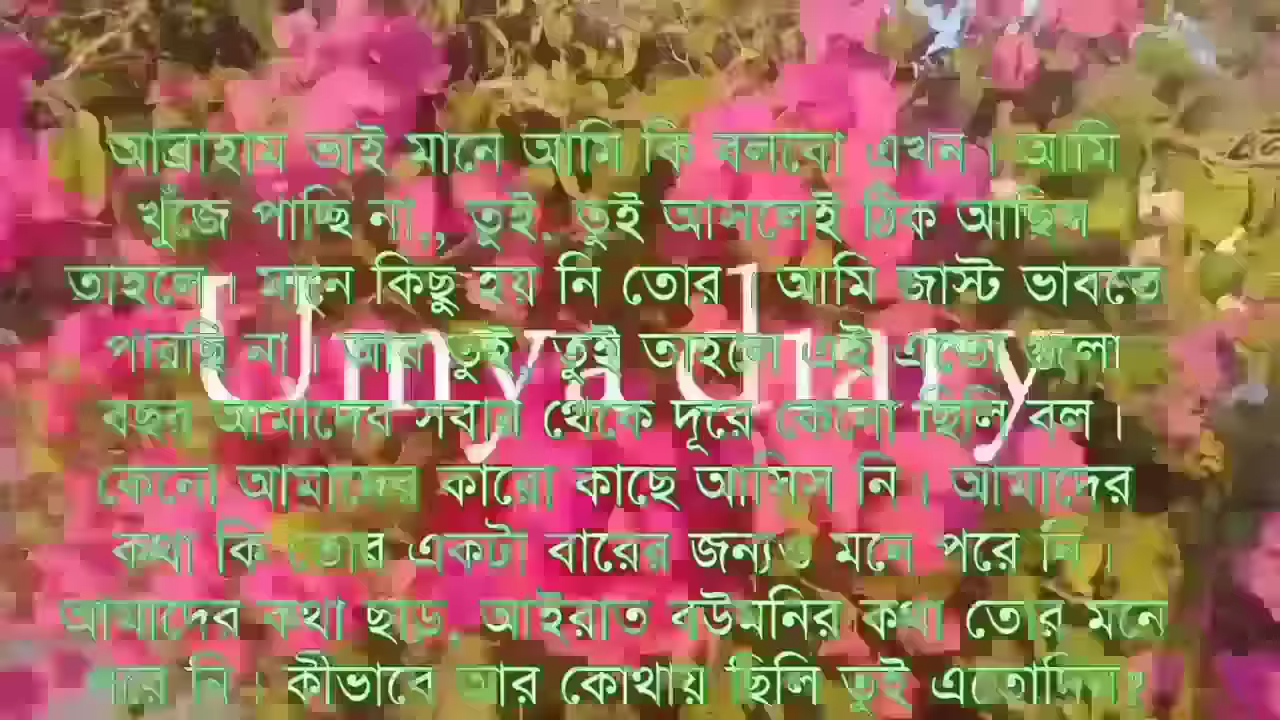 আব্রাহাম ভাই মানে আমি কি বলবো এখন । আমি
খুঁজে পাচ্ছি না.., তুই. তুই আসলেই ঠিক আছিস
তাহলে । মানে কিছু হয় নি তোর । আমি জাস্ট ভাবতে
পারছি না । আর তুই, তুই তাহলে এই এতো গুলো
বছর আমাদের সবার থেকে দূরে কেনো ছিলি বল ।
কেনো আমাদের কারো কাছে আসিস নি । আমাদের
কথা কি তোর একটা বারের জন্যও মনে পরে নি ।
আমাদের কথা ছাড়, আইরাত বউমনির কথা তোর মনে
পরে নি । কীভাবে আর কোথায় ছিলি তুই এতোদিন?